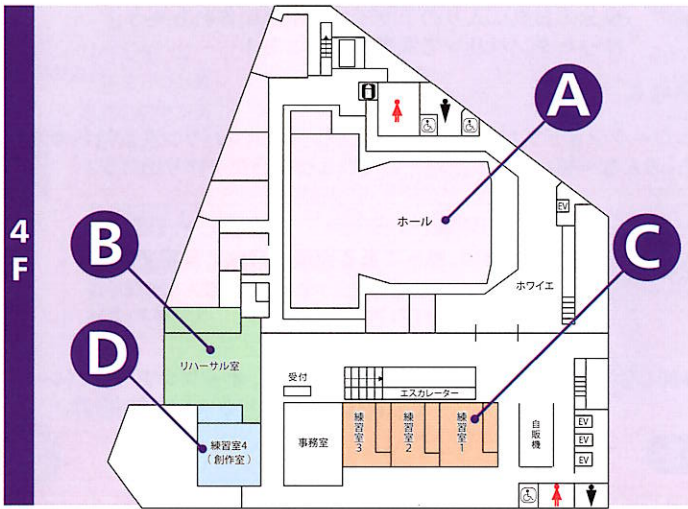 4F
A
B
C
D
ホール
EV
ホワイエ
リハーサル室
受付
エスカレーター
練習室4
（創作室）
事務室
練習室3
練習室2
練習室1
自販機
EV
EV
EV